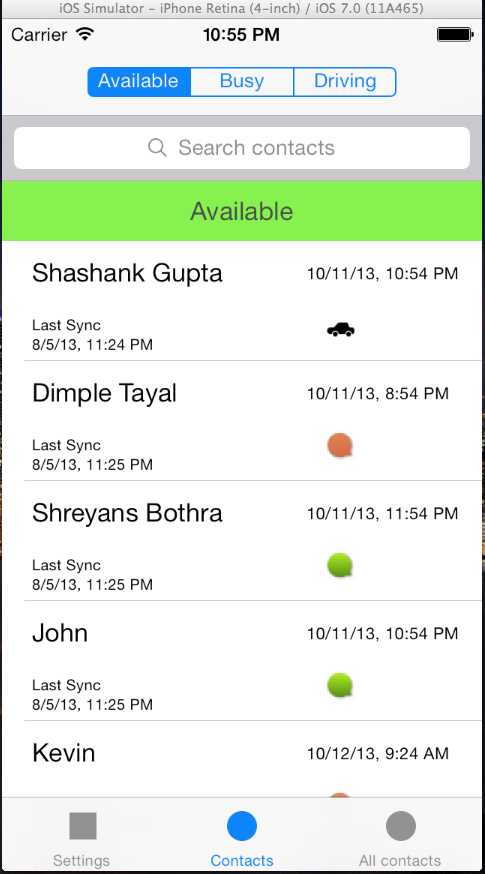 iOS Simulator – iPhone Retina (4-inch) / iOS 7.0 (11A465)
Carrier 10:55 PM
Available Busy Driving
Search contacts
Available
Shashank Gupta 10/11/13, 10:54 PM
Last Sync
8/5/13, 11:24 PM
Dimple Tayal 10/11/13, 8:54 PM
Last Sync
8/5/13, 11:25 PM
Shreyans Bothra 10/11/13, 11:54 PM
Last Sync
8/5/13, 11:25 PM
John 10/11/13, 10:54 PM
Last Sync
8/5/13, 11:25 PM
Kevin 10/12/13, 9:24 AM
Settings Contacts All contacts